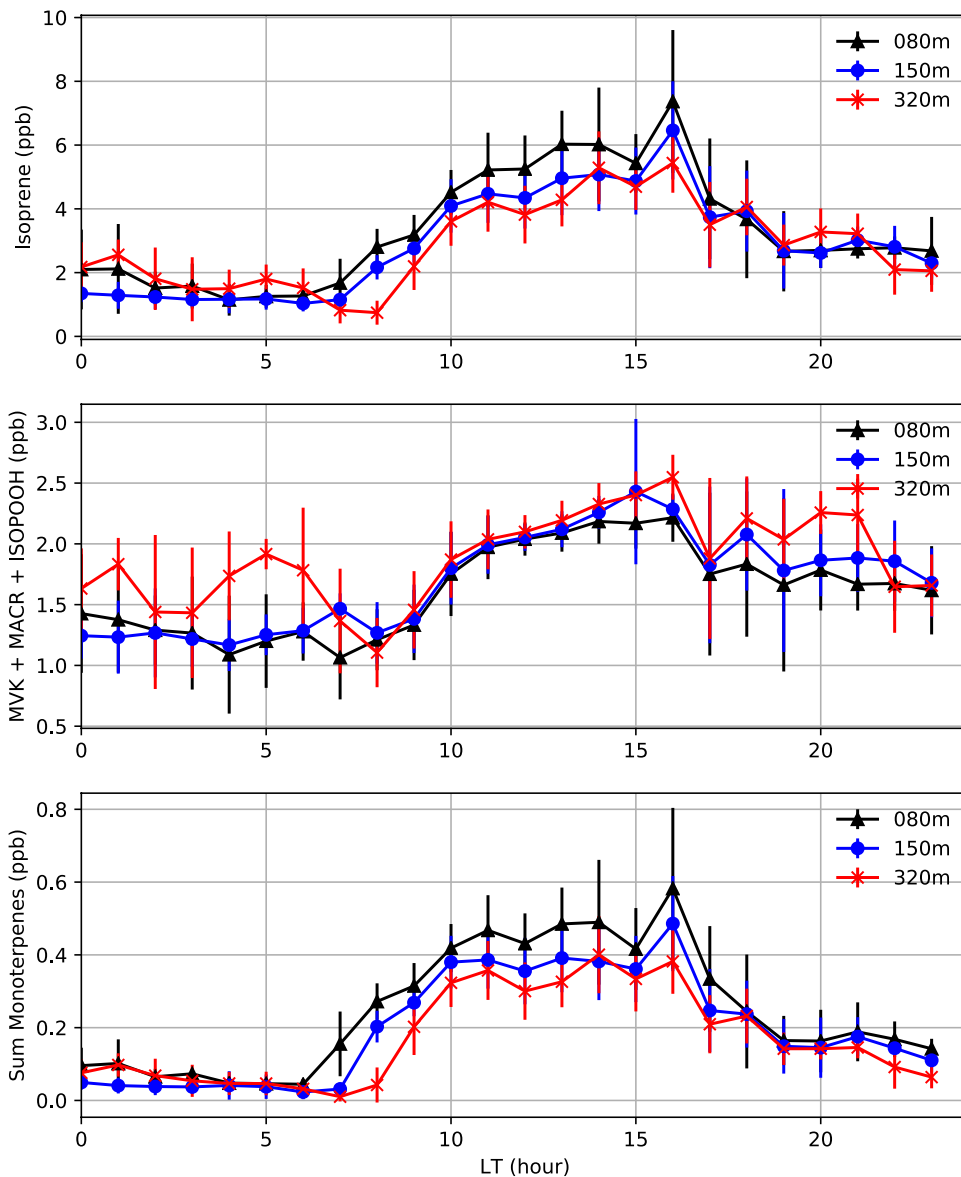 10
8
6
4
2
0
Isoprene (ppb)
080m
150m
320m
0 5 10 15 20
3.0
2.5
2.0
1.5
1.0
0.5
MVK + MACR + ISOPOOH (ppb)
080m
150m
320m
0 5 10 15 20
0.8
0.6
0.4
0.2
0.0
Sum Monoterpenes (ppb)
080m
150m
320m
0 5 10 15 20
LT (hour)